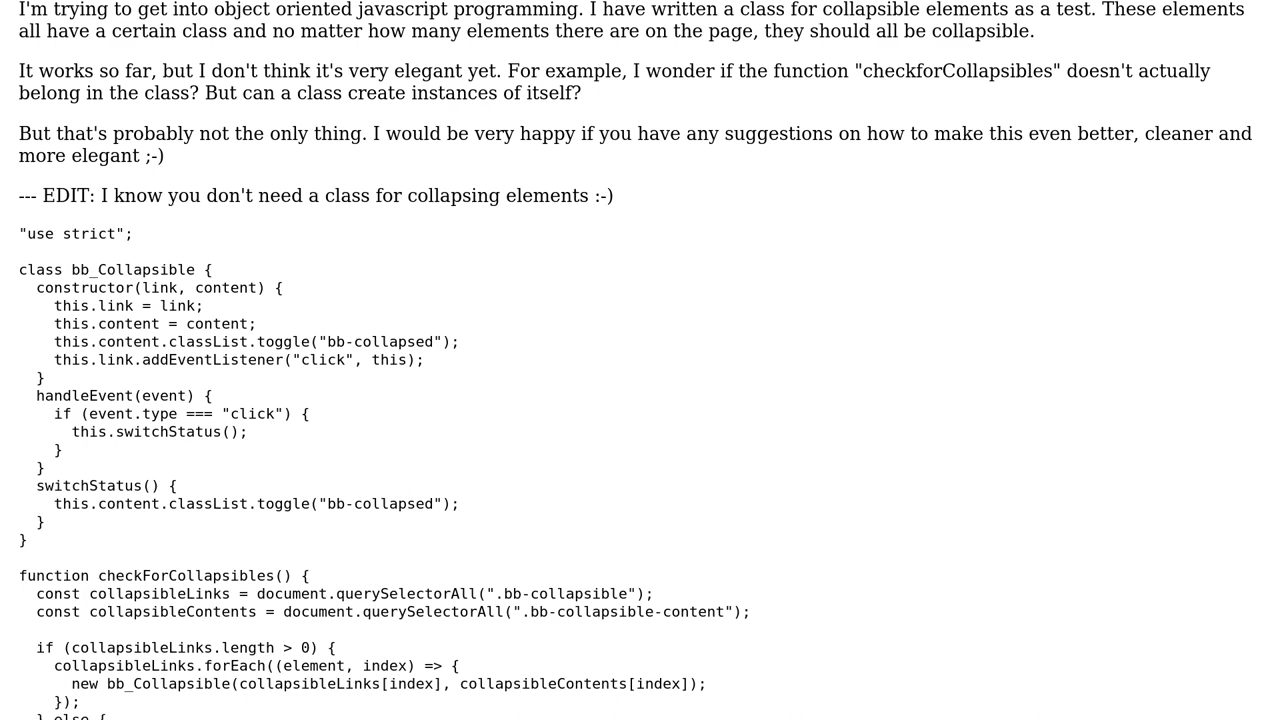 I'm trying to get into object oriented javascript programming. I have written a class for collapsible elements as a test. These elements
all have a certain class and no matter how many elements there are on the page, they should all be collapsible.
It works so far, but I don't think it's very elegant yet. For example, I wonder if the function "checkforCollapsibles" doesn't actually
belong in the class? But can a class create instances of itself?
But that's probably not the only thing. I would be very happy if you have any suggestions on how to make this even better, cleaner and
more elegant ;-)
--- EDIT: I know you don't need a class for collapsing elements :-)
"use strict";
class bb_Collapsible {
  constructor(link, content) {
    this.link = link;
    this.content = content;
    this.content.classList.toggle("bb-collapsed");
    this.link.addEventListener("click", this);
  }
  handleEvent(event) {
    if (event.type === "click") {
      this.switchStatus();
    }
  }
  switchStatus() {
    this.content.classList.toggle("bb-collapsed");
  }
}
function checkForCollapsibles() {
  const collapsibleLinks = document.querySelectorAll(".bb-collapsible");
  const collapsibleContents = document.querySelectorAll(".bb-collapsible-content");
  if (collapsibleLinks.length > 0) {
    collapsibleLinks.forEach((element, index) => {
      new bb_Collapsible(collapsibleLinks[index], collapsibleContents[index]);
    });
  } else {